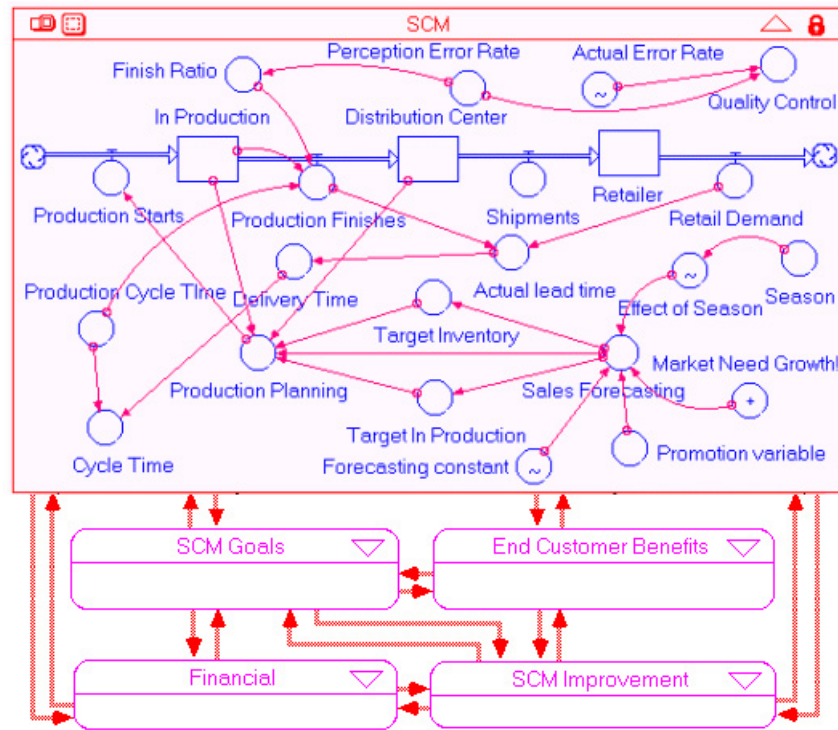 SCM
Perception Error Rate
Actual Error Rate
Finish Ratio
Quality Control
In Production
Distribution Center
Retailer
Production Starts
Production Finishes
Shipments
Retail Demand
Production Cycle TIme
Delivery Time
Actual lead time
Effect of Season
Season
Target Inventory
Market Need Growth!
Production Planning
Sales Forecasting
Target In Production
Cycle Time
Forecasting constant
Promotion variable
~
~
~
+
SCM Goals
End Customer Benefits
Financial
SCM Improvement